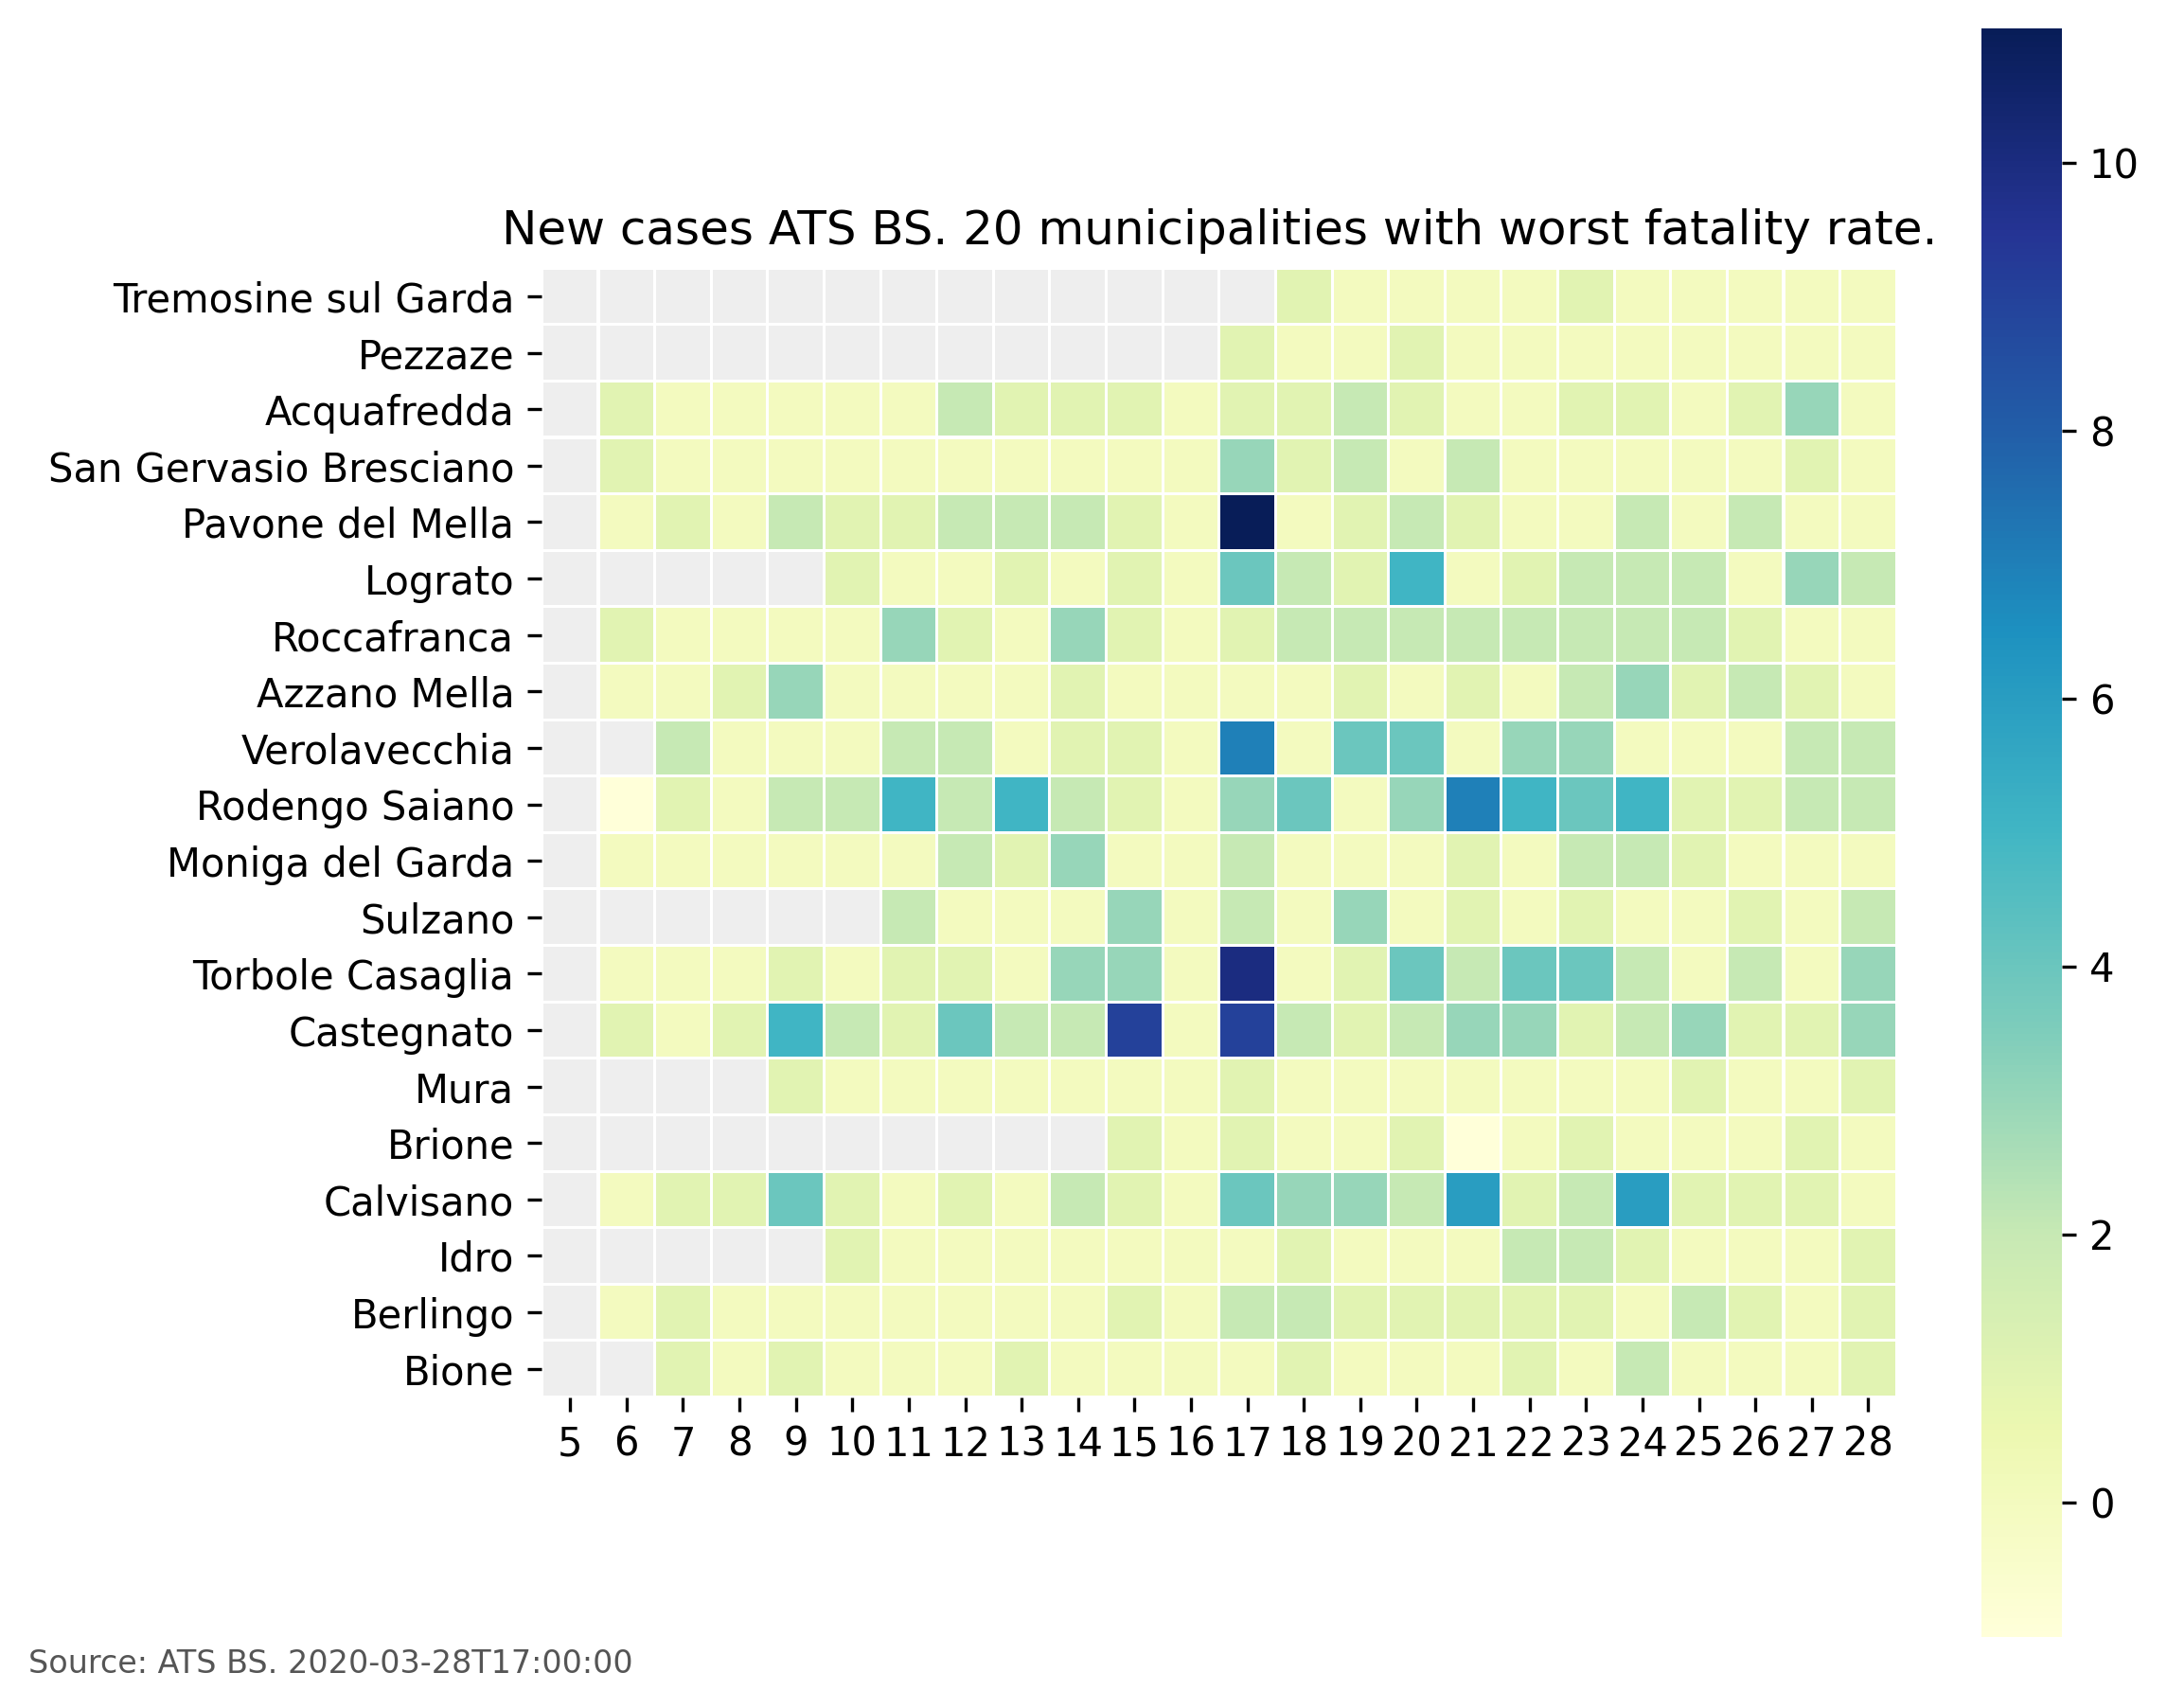 New cases ATS BS. 20 municipalities with worst fatality rate.
Tremosine sul Garda
Pezzaze
Acquafredda
San Gervasio Bresciano
Pavone del Mella
Lograto
Roccafranca
Azzano Mella
Verolavecchia
Rodengo Saiano
Moniga del Garda
Sulzano
Torbole Casaglia
Castegnato
Mura
Brione
Calvisano
Idro
Berlingo
Bione
5 6 7 8 9 10 11 12 13 14 15 16 17 18 19 20 21 22 23 24 25 26 27 28
10
8
6
4
2
0
Source: ATS BS. 2020-03-28T17:00:00